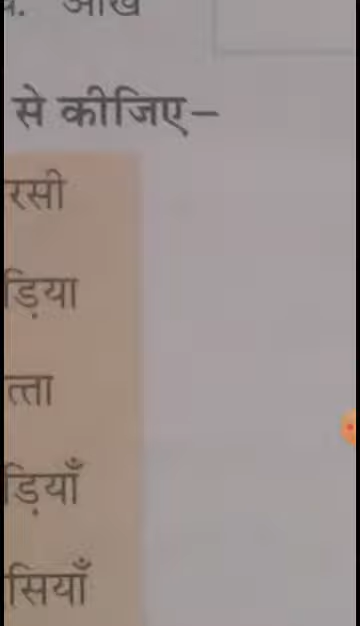 आँख
से कीजिए–
रसी
ड़िया
त्ता
ड़ियाँ
सियाँ